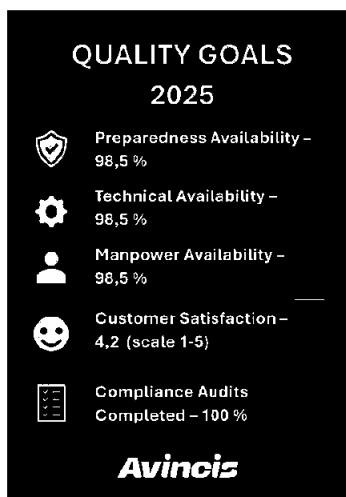 QUALITY GOALS
2025
Preparedness Availability –
98,5 %
Technical Availability –
98,5 %
Manpower Availability –
98,5 %
Customer Satisfaction –
4,2 (scale 1-5)
Compliance Audits
Completed – 100 %
Avincis